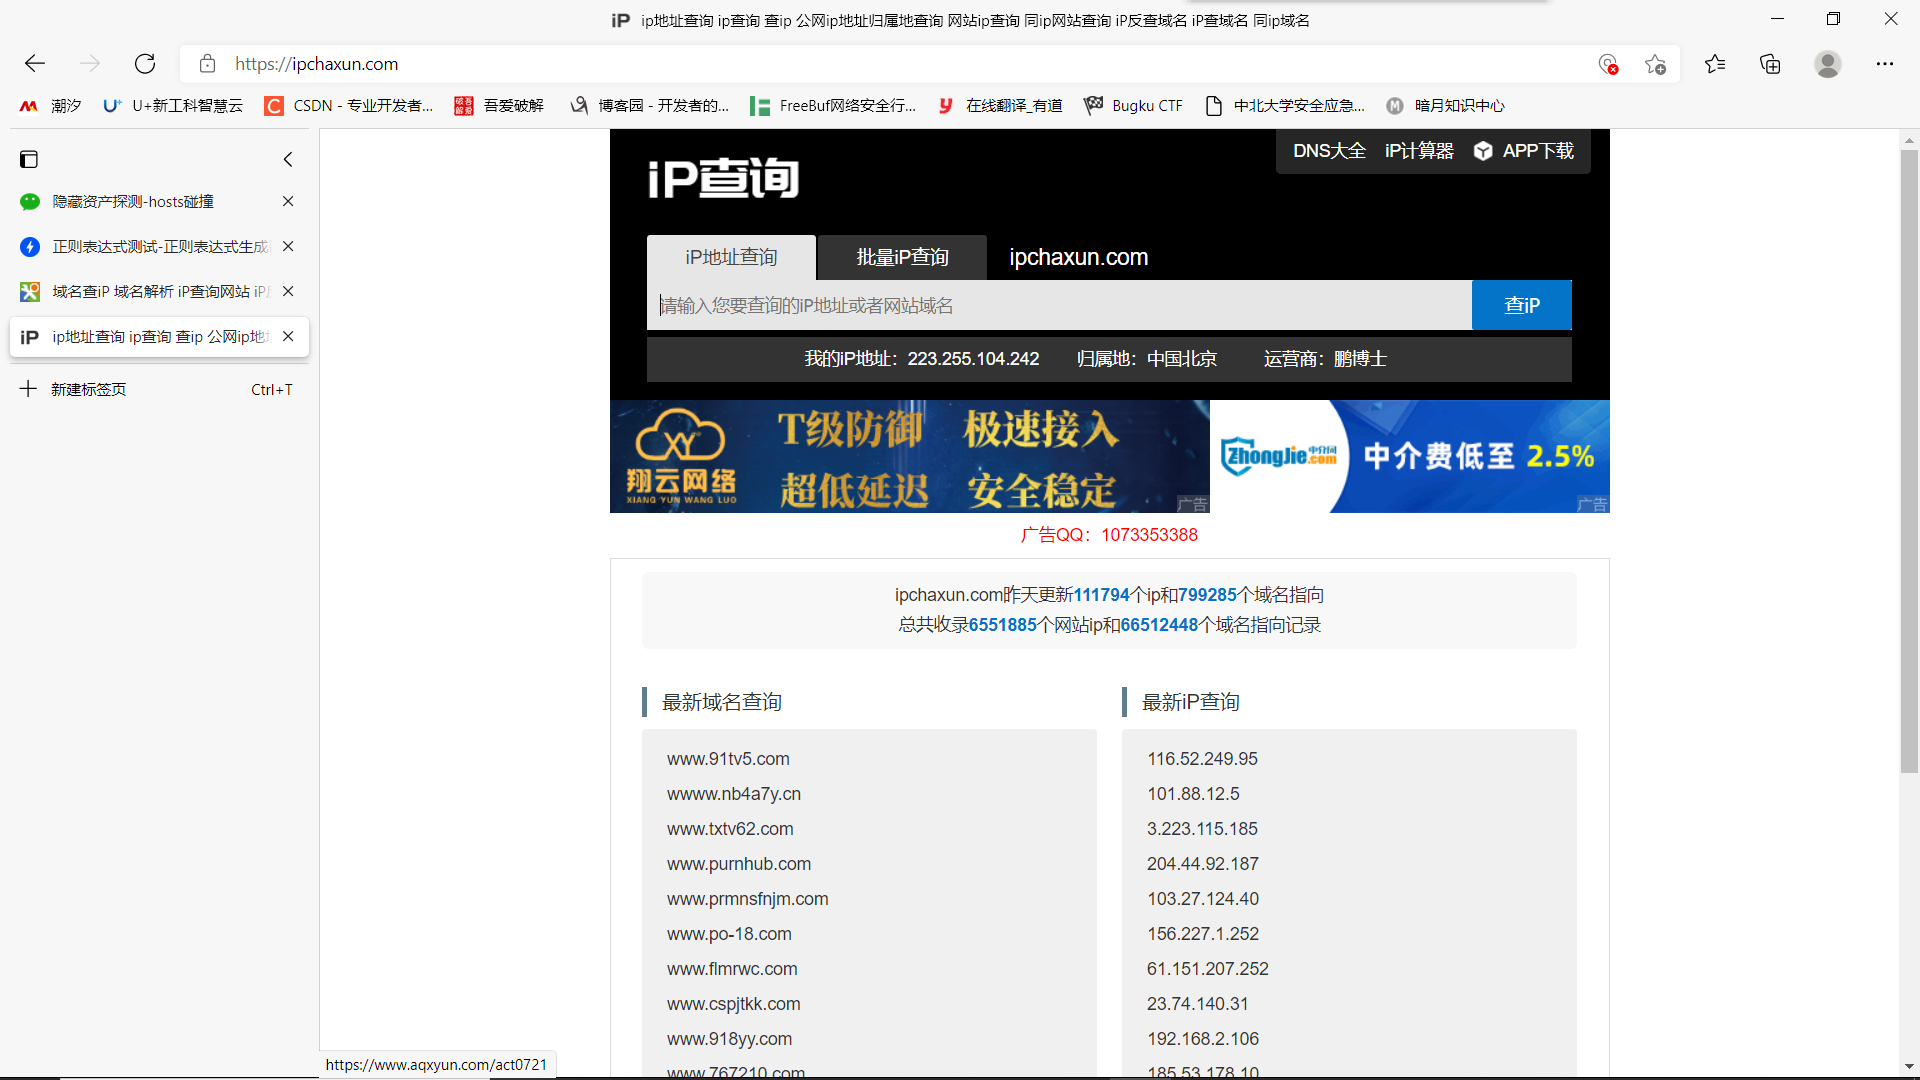 iP ip地址查询 ip查询 查ip 公网ip地址归属地查询 网站ip查询 同ip网站查询 iP反查域名 iP查域名 同ip域名
https://ipchaxun.com
潮汐 U+新工科智慧云 CSDN - 专业开发者... 吾爱破解 博客园 - 开发者的... FreeBuf网络安全行... 在线翻译_有道 Bugku CTF 中北大学安全应急... 暗月知识中心
隐藏资产探测-hosts碰撞
正则表达式测试-正则表达式生成
域名查iP 域名解析 iP查询网站 iP
iP ip地址查询 ip查询 查ip 公网ip地
新建标签页 Ctrl+T
iP查询
DNS大全 iP计算器 APP下载
iP地址查询 批量iP查询 ipchaxun.com
请输入您要查询的iP地址或者网站域名 查iP
我的iP地址：223.255.104.242 归属地：中国北京 运营商：鹏博士
XY
翔云网络
XIANG YUN WANG LUO
T级防御 极速接入
超低延迟 安全稳定
广告
ZhongJie.com 中介网
中介费低至 2.5%
广告
广告QQ：1073353388
ipchaxun.com昨天更新111794个ip和799285个域名指向
总共收录6551885个网站ip和66512448个域名指向记录
最新域名查询
www.91tv5.com
wwww.nb4a7y.cn
www.txtv62.com
www.purnhub.com
www.prmnsfnjm.com
www.po-18.com
www.flmrwc.com
www.cspjtkk.com
www.918yy.com
www.767210.com
最新iP查询
116.52.249.95
101.88.12.5
3.223.115.185
204.44.92.187
103.27.124.40
156.227.1.252
61.151.207.252
23.74.140.31
192.168.2.106
185.53.178.10
https://www.aqxyun.com/act0721